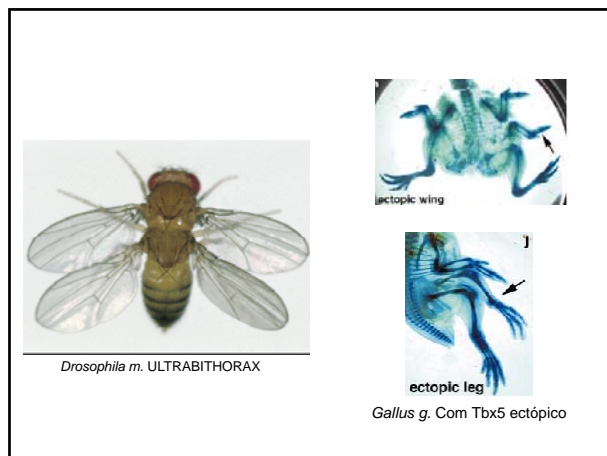 ectopic wing
J
ectopic leg
Drosophila m. ULTRABITHORAX
Gallus g. Com Tbx5 ectópico